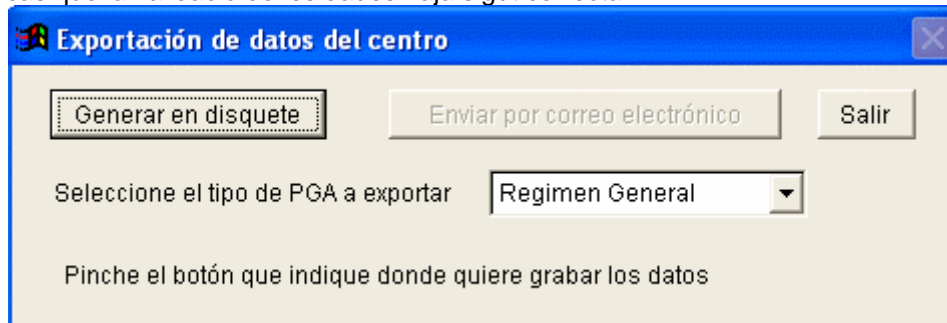 Exportación de datos del centro
Generar en disquete Enviar por correo electrónico Salir
Seleccione el tipo de PGA a exportar Regimen General
Pinche el botón que indique donde quiere grabar los datos